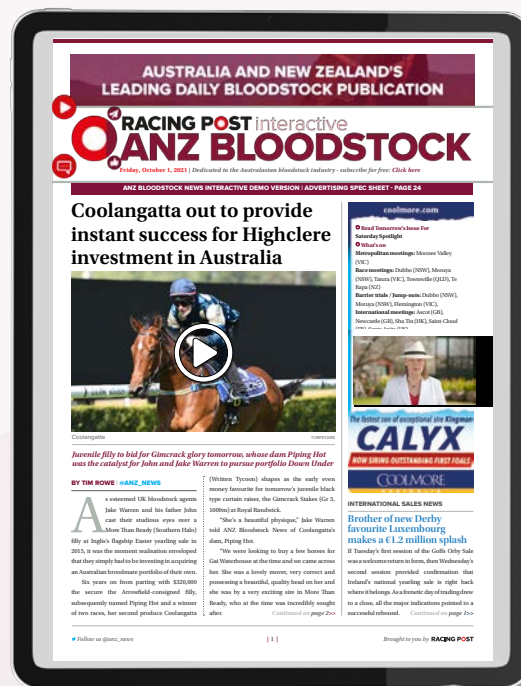 AUSTRALIA AND NEW ZEALAND'S
LEADING DAILY BLOODSTOCK PUBLICATION
RACING POST interactive
ANZ BLOODSTOCK
Friday, October 1, 2021 | Dedicated to the Australasian bloodstock industry - subscribe for free: Click here
ANZ BLOODSTOCK NEWS INTERACTIVE DEMO VERSION | ADVERTISING SPEC SHEET - PAGE 24
Coolangatta out to provide
instant success for Highclere
investment in Australia
Coolangatta
TURFSTARS
Juvenile filly to bid for Gimcrack glory tomorrow, whose dam Piping Hot
was the catalyst for John and Jake Warren to pursue portfolio Down Under
BY TIM ROWE | @ANZ_NEWS
As esteemed UK bloodstock agents
Jake Warren and his father John
cast their studious eyes over a
More Than Ready (Southern Halo)
filly at Inglis's flagship Easter yearling sale in
2015, it was the moment realisation enveloped
that they simply had to be investing in acquiring
an Australian broodmare portfolio of their own.
Six years on from parting with $320,000
the secure the Arrowfield-consigned filly,
subsequently named Piping Hot and a winner
of two races, her second produce Coolangatta
(Written Tycoon) shapes as the early even
money favourite for tomorrow's juvenile black
type curtain raiser, the Gimcrack Stakes (Gr 3,
1000m) at Royal Randwick.
"She's a beautiful physique," Jake Warren
told ANZ Bloodstock News of Coolangatta's
dam, Piping Hot.
"We were looking to buy a few horses for
Gai Waterhouse at the time and we came across
her. She was a lovely mover, very correct and
possessing a beautiful, quality head on her and
she was by a very exciting sire in More Than
Ready, who at the time was incredibly sought
after. Continued on page 2>>
coolmore.com
Read Tomorrow's Issue For
Saturday Spotlight
What's on
Metropolitan meetings: Moonee Valley
(VIC)
Race meetings: Dubbo (NSW), Moruya
(NSW), Tatura (VIC), Townsville (QLD), Te
Rapa (NZ)
Barrier trials / Jump-outs: Dubbo (NSW),
Moruya (NSW), Flemington (VIC),
International meetings: Ascot (GB),
Newcastle (GB), Sha Tin (HK), Saint-Cloud
The fastest son of exceptional sire Kingman
CALYX
NOW SIRING OUTSTANDING FIRST FOALS
COOLMORE
INTERNATIONAL SALES NEWS
Brother of new Derby
favourite Luxembourg
makes a €1.2 million splash
If Tuesday's first session of the Goffs Orby Sale
was a welcome return to form, then Wednesday's
second session provided confirmation that
Ireland's national yearling sale is right back
where it belongs. As a frenetic day of trading drew
to a close, all the major indications pointed to a
successful rebound. Continued on page 1>>
Follow us @anz_news
| 1 |
Brought to you by RACING POST